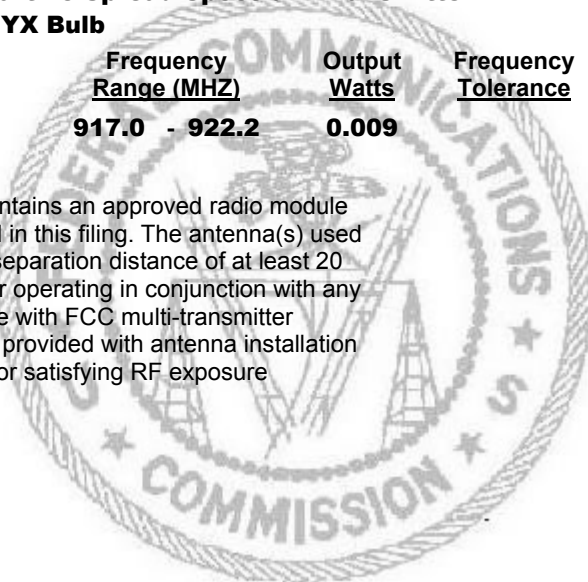 YX Bulb
Frequency Output Frequency
Range (MHZ) Watts Tolerance
917.0 - 922.2 0.009
ntains an approved radio module
in this filing. The antenna(s) used
separation distance of at least 20
r operating in conjunction with any
e with FCC multi-transmitter
provided with antenna installation
or satisfying RF exposure
COMMUNICATIONS
COMMISSION